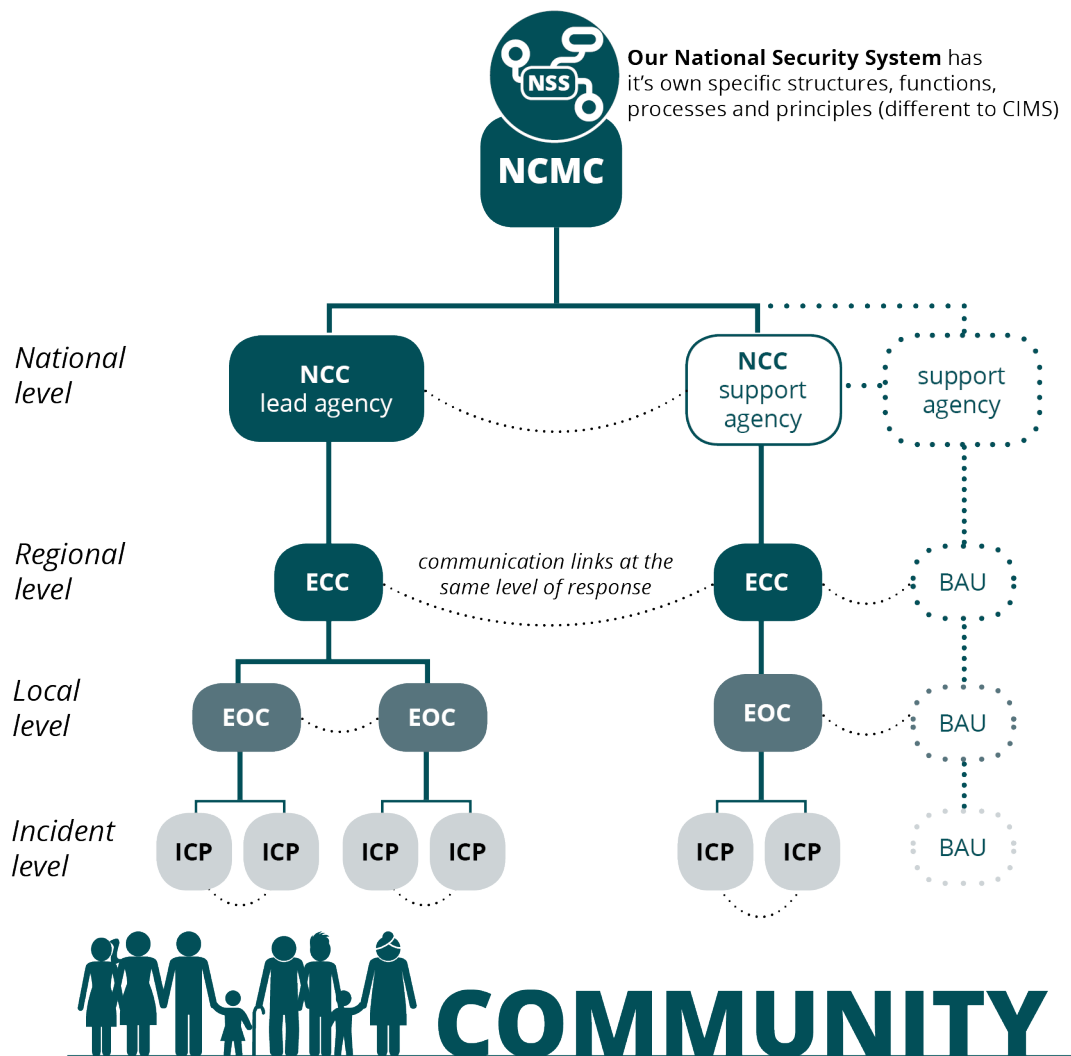 NSS
Our National Security System has
it’s own specific structures, functions,
processes and principles (different to CIMS)
NCMC
National
level
NCC
lead agency
NCC
support
agency
support
agency
Regional
level
ECC
communication links at the
same level of response
ECC
BAU
Local
level
EOC
EOC
EOC
BAU
Incident
level
ICP
ICP
ICP
ICP
ICP
ICP
BAU
COMMUNITY